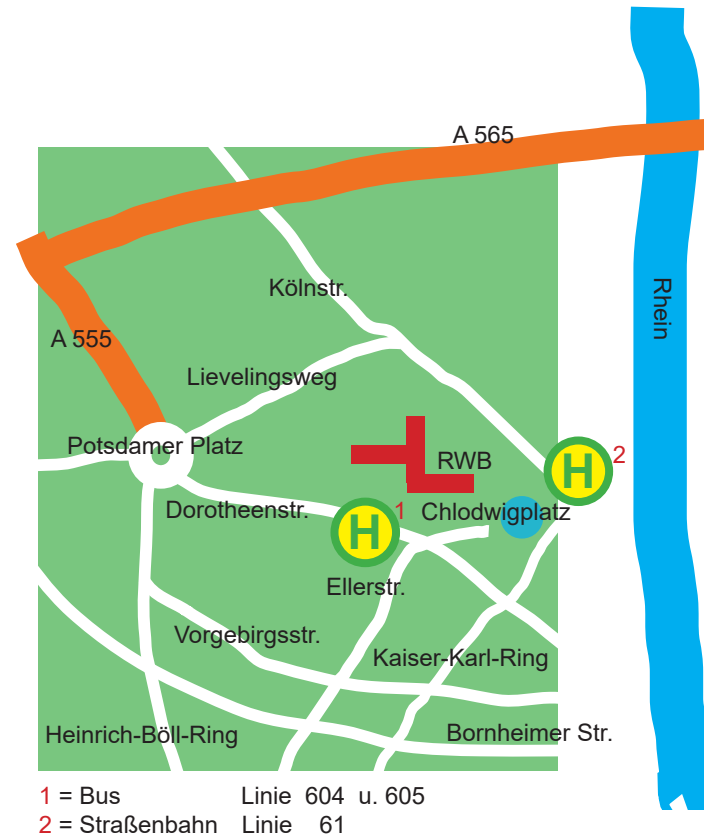 A 565
Rhein
Kölnstr.
A 555
Lievelingsweg
Potsdamer Platz
RWB
H 2
Dorotheenstr.
H 1
Chlodwigplatz
Ellerstr.
Vorgebirgsstr.
Kaiser-Karl-Ring
Heinrich-Böll-Ring
Bornheimer Str.
1 = Bus Linie 604 u. 605
2 = Straßenbahn Linie 61